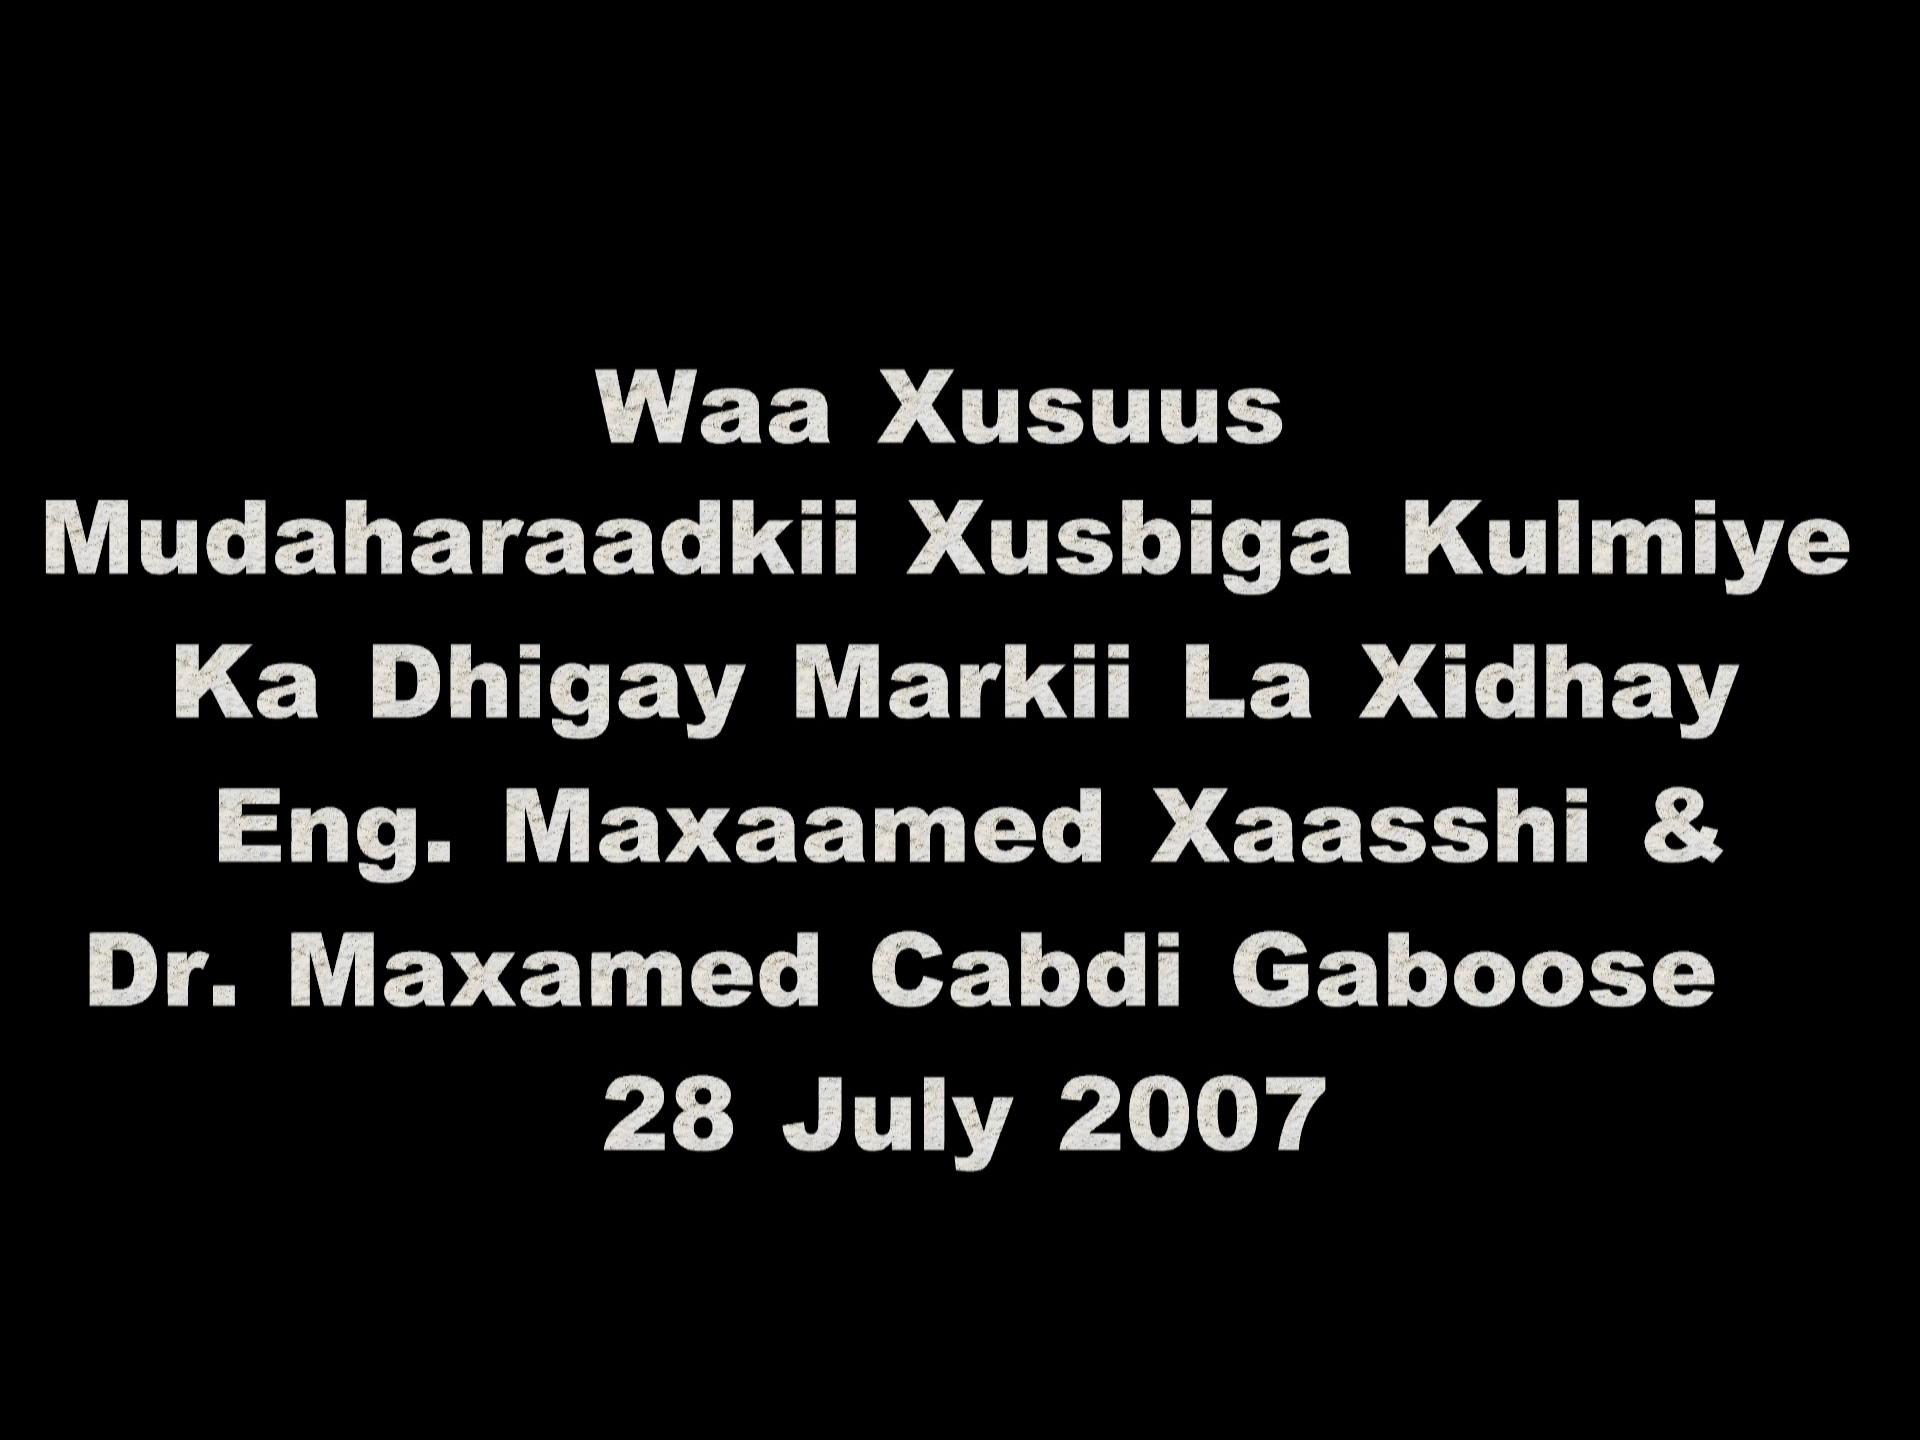 Waa Xusuus
Mudaharaadkii Xusbiga Kulmiye
Ka Dhigay Markii La Xidhay
Eng. Maxaamed Xaasshi &
Dr. Maxamed Cabdi Gaboose
28 July 2007